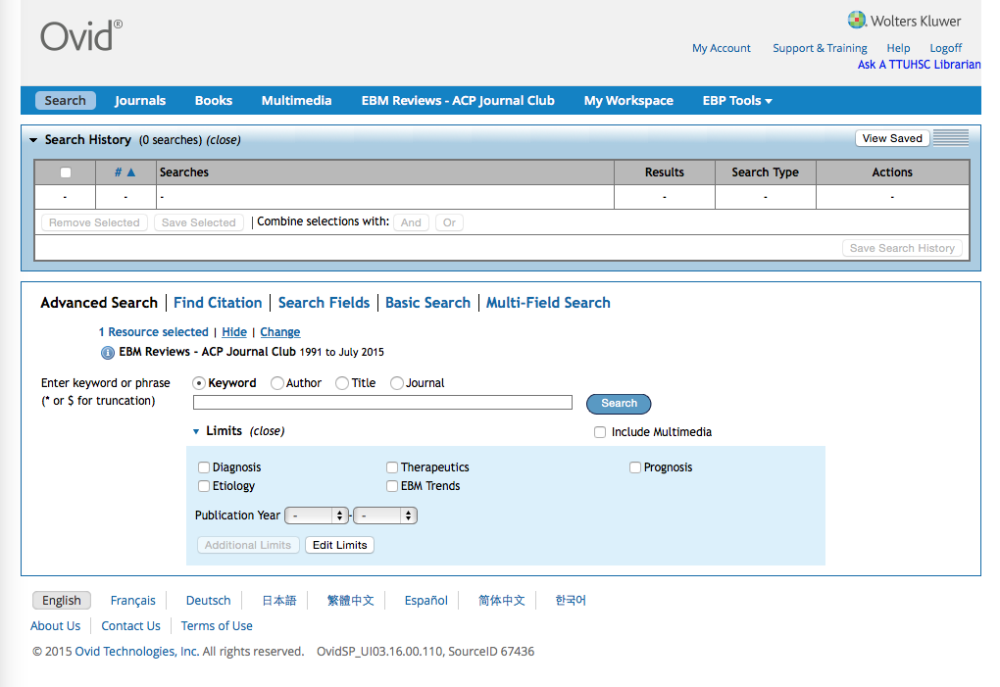 Ovid®
Wolters Kluwer
My Account Support & Training Help Logoff
Ask A TTUHSC Librarian
Search Journals Books Multimedia EBM Reviews - ACP Journal Club My Workspace EBP Tools
Search History (0 searches) (close) View Saved
# ▲ Searches Results Search Type Actions
- - - - - -
Remove Selected Save Selected | Combine selections with: And Or
Save Search History
Advanced Search | Find Citation | Search Fields | Basic Search | Multi-Field Search
1 Resource selected | Hide | Change
EBM Reviews - ACP Journal Club 1991 to July 2015
Enter keyword or phrase Keyword Author Title Journal
(* or $ for truncation) Search
Limits (close) Include Multimedia
Diagnosis Therapeutics Prognosis
Etiology EBM Trends
Publication Year - - -
Additional Limits Edit Limits
English Français Deutsch 日本語 繁體中文 Español 简体中文 한국어
About Us Contact Us Terms of Use
© 2015 Ovid Technologies, Inc. All rights reserved. OvidSP_UI03.16.00.110, SourceID 67436